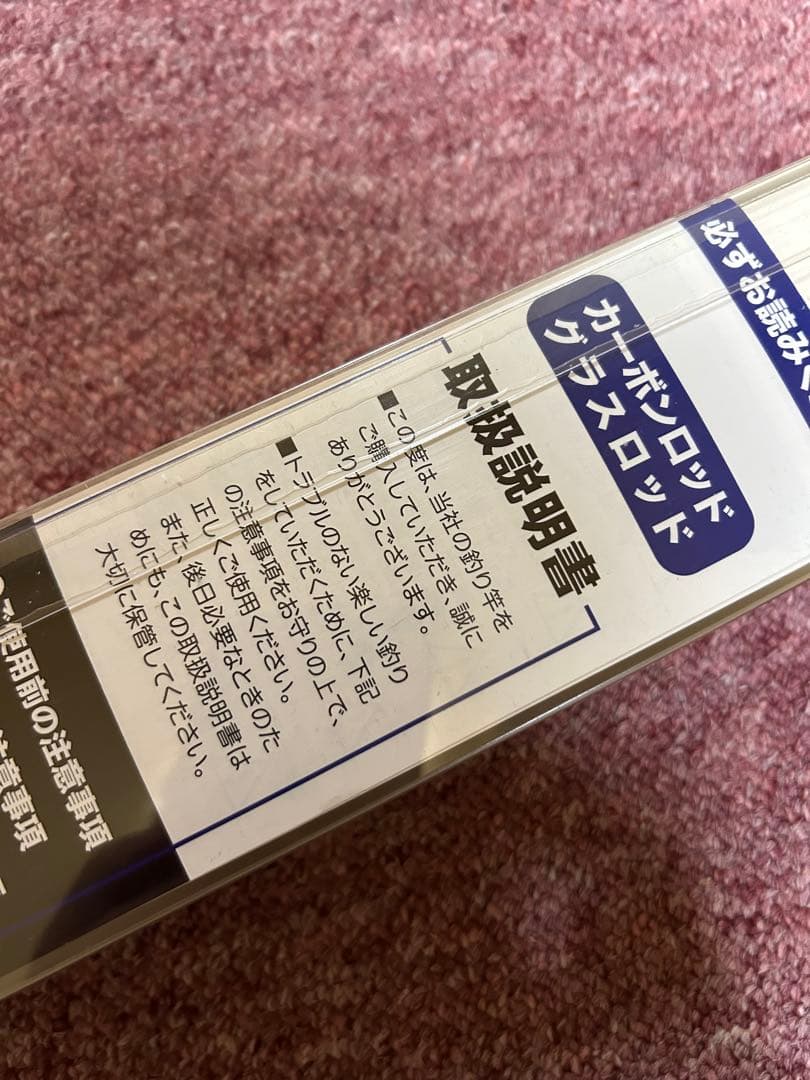 必ずお読みく
カーボンロッド
グラスロッド
取扱説明書
■この度は、当社の釣り竿を
ご購入していただき、誠に
ありがとうございます。
■トラブルのない楽しい釣り
をしていただくために、下記
の注意事項をお守りの上で、
正しくご使用ください。
また、後日必要なときのた
めにも、この取扱説明書は
大切に保管してください。
ご使用前の注意事項
注意事項